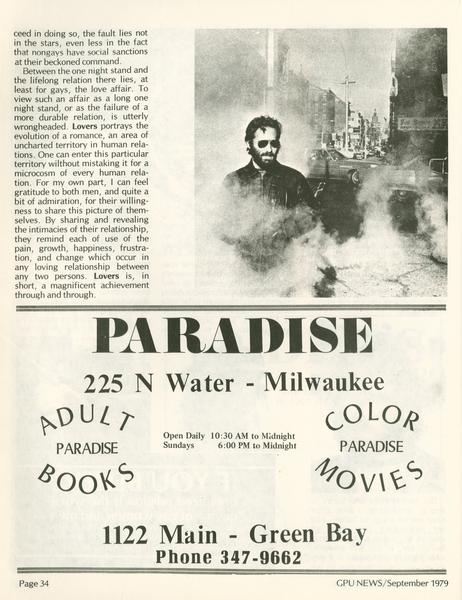 ceed in doing so, the fault lies not
in the stars, even less in the fact
that nongays have social sanctions
at their beckoned command.
Between the one night stand and
the lifelong relation there lies, at
least for gays, the love affair. To
view such an affair as a long one
night stand, or as the failure of a
more durable relation, is utterly
wrongheaded. Lovers portrays the
evolution of a romance, an area of
uncharted territory in human rela-
tions. One can enter this particular
territory without mistaking it for a
microcosm of every human rela-
tion. For my own part, I can feel
gratitude to both men, and quite a
bit of admiration, for their willing-
ness to share this picture of them-
selves. By sharing and revealing
the intimacies of their relationship,
they remind each of use of the
pain, growth, happiness, frustra-
tion, and change which occur in
any loving relationship between
any two persons. Lovers is, in
short, a magnificent achievement
through and through.
PARADISE
225 N Water - Milwaukee
ADULT
PARADISE
BOOKS
Open Daily 10:30 AM to Midnight
Sundays 6:00 PM to Midnight
COLOR
PARADISE
MOVIES
1122 Main - Green Bay
Phone 347-9662
Page 34
GPU NEWS/September 1979